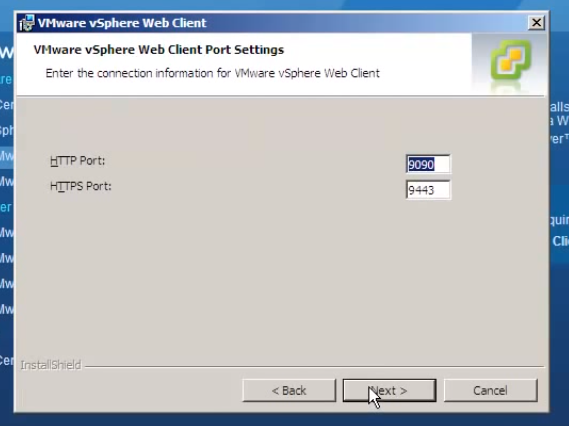 VMware vSphere Web Client
VMware vSphere Web Client Port Settings
Enter the connection information for VMware vSphere Web Client
HTTP Port: 9090
HTTPS Port: 9443
InstallShield
< Back Next > Cancel